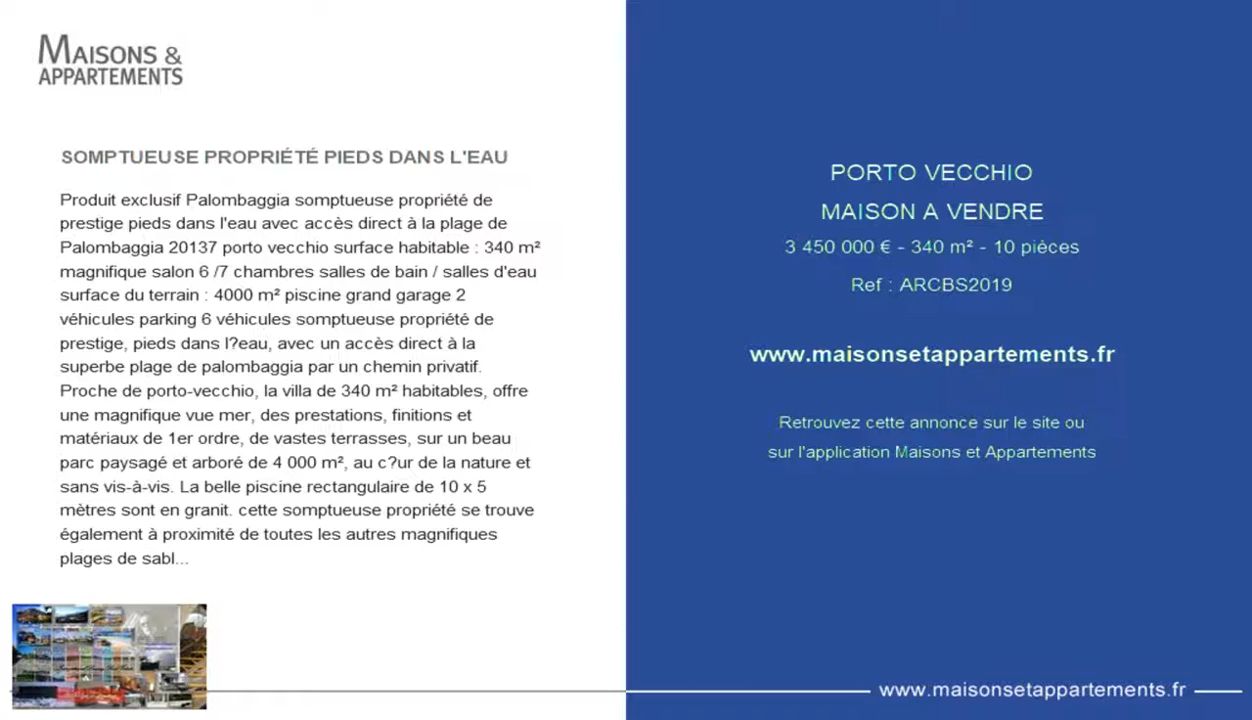 MAISONS &
APPARTEMENTS
SOMPTUEUSE PROPRIÉTÉ PIEDS DANS L'EAU
Produit exclusif Palombaggia somptueuse propriété de
prestige pieds dans l'eau avec accès direct à la plage de
Palombaggia 20137 porto vecchio surface habitable : 340 m²
magnifique salon 6 /7 chambres salles de bain / salles d'eau
surface du terrain : 4000 m² piscine grand garage 2
véhicules parking 6 véhicules somptueuse propriété de
prestige, pieds dans l?eau, avec un accès direct à la
superbe plage de palombaggia par un chemin privatif.
Proche de porto-vecchio, la villa de 340 m² habitables, offre
une magnifique vue mer, des prestations, finitions et
matériaux de 1er ordre, de vastes terrasses, sur un beau
parc paysagé et arboré de 4 000 m², au c?ur de la nature et
sans vis-à-vis. La belle piscine rectangulaire de 10 x 5
mètres sont en granit. cette somptueuse propriété se trouve
également à proximité de toutes les autres magnifiques
plages de sabl...
PORTO VECCHIO
MAISON A VENDRE
3 450 000 € - 340 m² - 10 pièces
Ref : ARCBS2019
www.maisonsetappartements.fr
Retrouvez cette annonce sur le site ou
sur l'application Maisons et Appartements
www.maisonsetappartements.fr